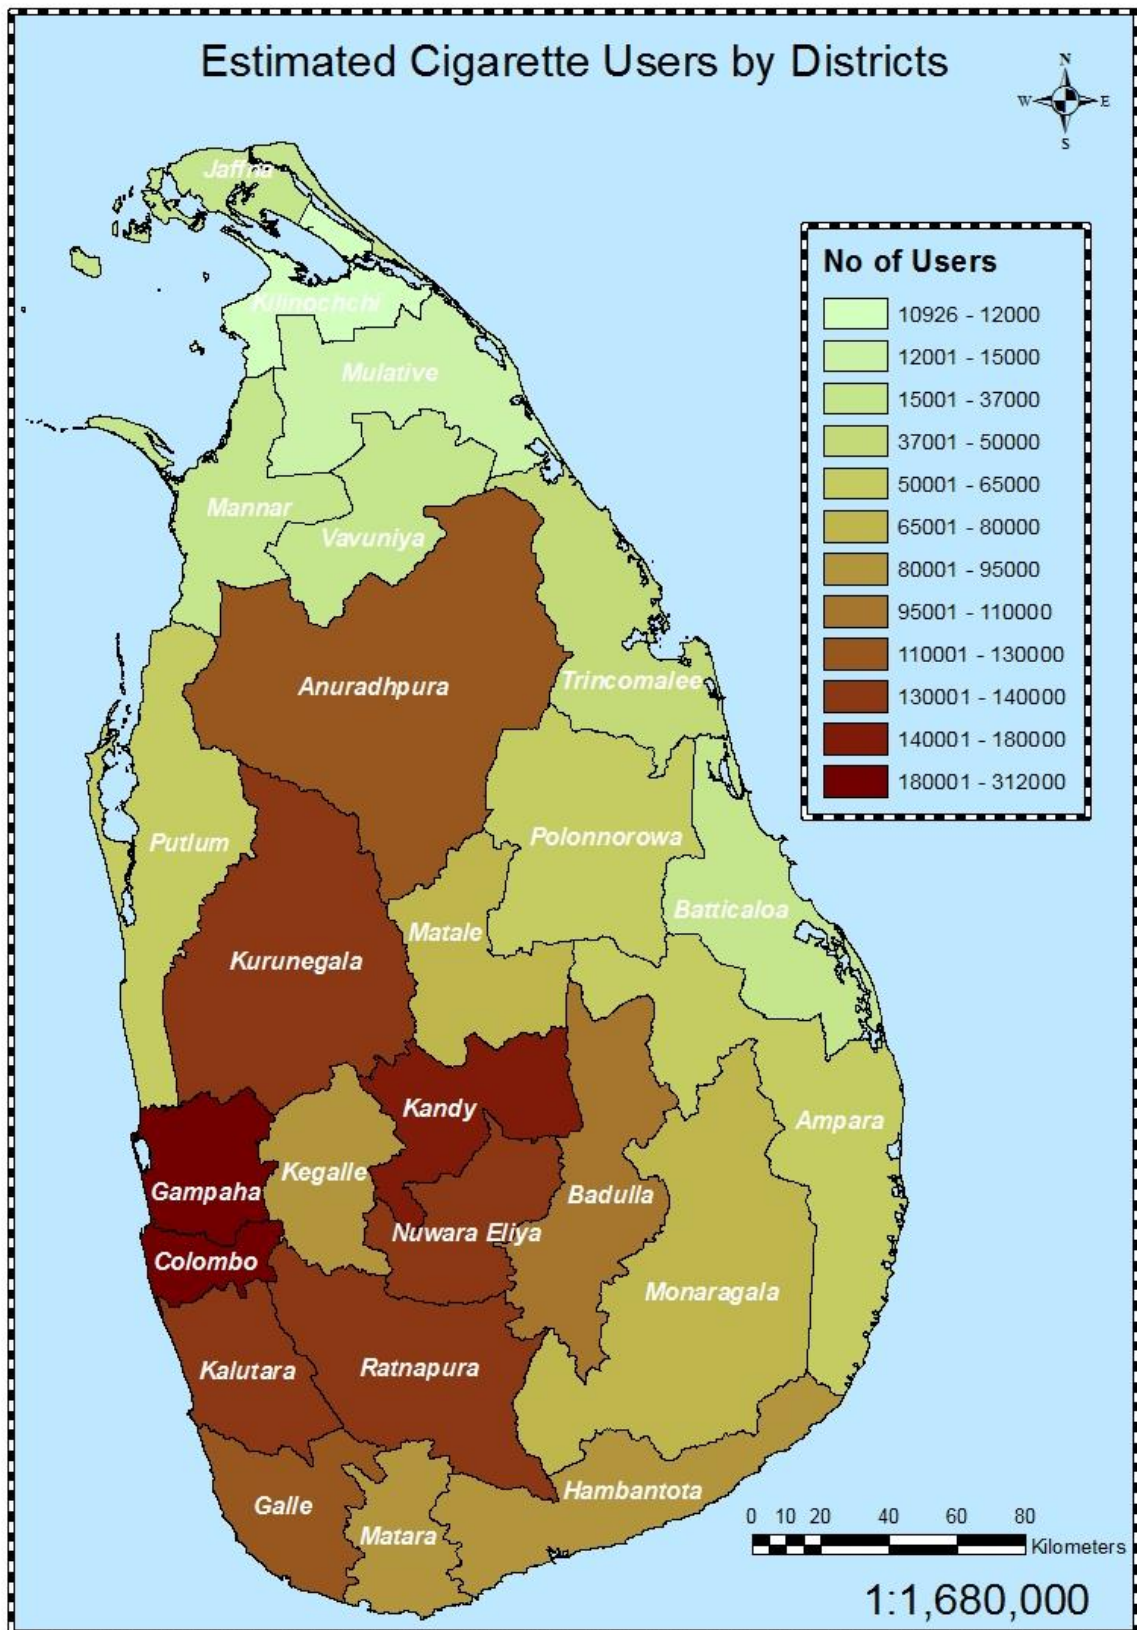 Estimated Cigarette Users by Districts
N
W E
S
No of Users
10926 - 12000
12001 - 15000
15001 - 37000
37001 - 50000
50001 - 65000
65001 - 80000
80001 - 95000
95001 - 110000
110001 - 130000
130001 - 140000
140001 - 180000
180001 - 312000
Jaffna
Kilinochchi
Mulative
Mannar
Vavuniya
Anuradhpura
Trincomalee
Putlum
Polonnorowa
Batticaloa
Matale
Kurunegala
Kandy
Ampara
Kegalle
Gampaha
Badulla
Nuwara Eliya
Colombo
Monaragala
Kalutara
Ratnapura
Hambantota
Galle
Matara
0 10 20 40 60 80
Kilometers
1:1,680,000